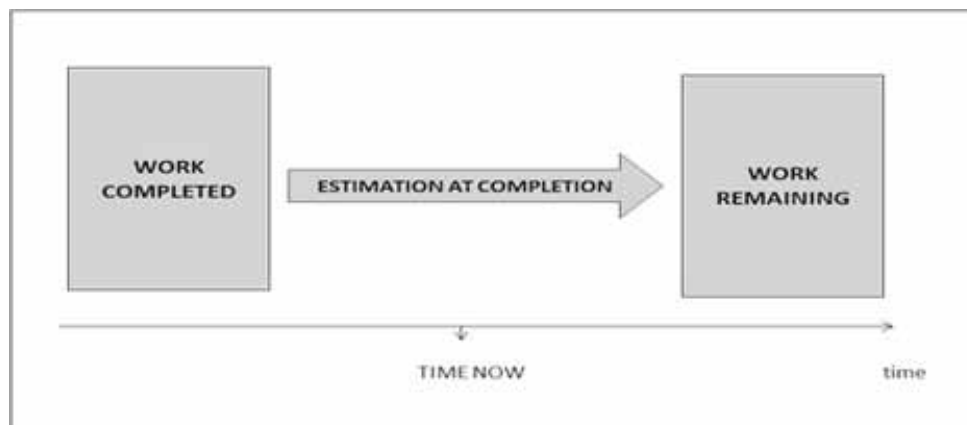 WORK
COMPLETED
ESTIMATION AT COMPLETION
WORK
REMAINING
TIME NOW
time